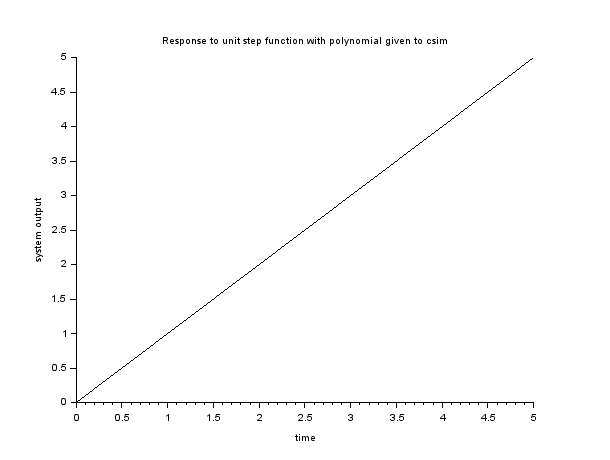 Response to unit step function with polynomial given to csim
5
4.5
4
3.5
3
2.5
2
1.5
1
0.5
0
system output
0 0.5 1 1.5 2 2.5 3 3.5 4 4.5 5
time